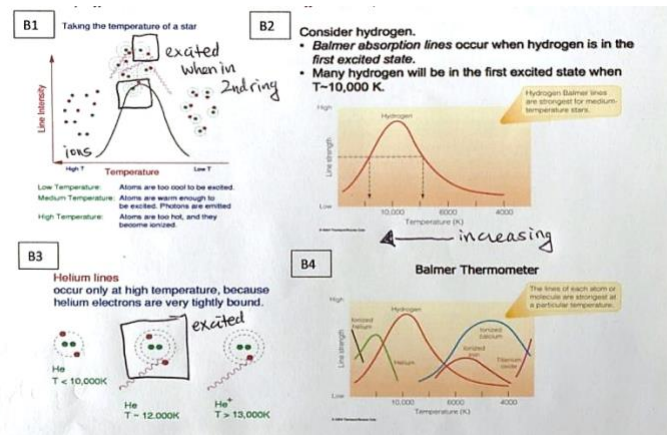 B1
Taking the temperature of a star
excited
when in
2nd ring
Line Intensity
ions
High T
Temperature
Low T
Low Temperature: Atoms are too cool to be excited.
Medium Temperature: Atoms are warm enough to
be excited. Photons are emitted
High Temperature: Atoms are too hot, and they
become ionized.
B2
Consider hydrogen.
• Balmer absorption lines occur when hydrogen is in the
first excited state.
• Many hydrogen will be in the first excited state when
T~10,000 K.
Hydrogen Balmer lines
are strongest for medium-
temperature stars.
High
Hydrogen
Line strength
Low
10,000
6000
4000
Temperature (K)
increasing
B3
Helium lines
occur only at high temperature, because
helium electrons are very tightly bound.
excited
He
T < 10,000K
He
T ~ 12.000K
He+
T > 13,000K
B4
Balmer Thermometer
The lines of each atom or
molecule are strongest at
a particular temperature.
High
Hydrogen
Ionized
helium
Ionized
calcium
Line strength
Helium
Ionized
iron
Titanium
oxide
Low
10,000
6000
4000
Temperature (K)